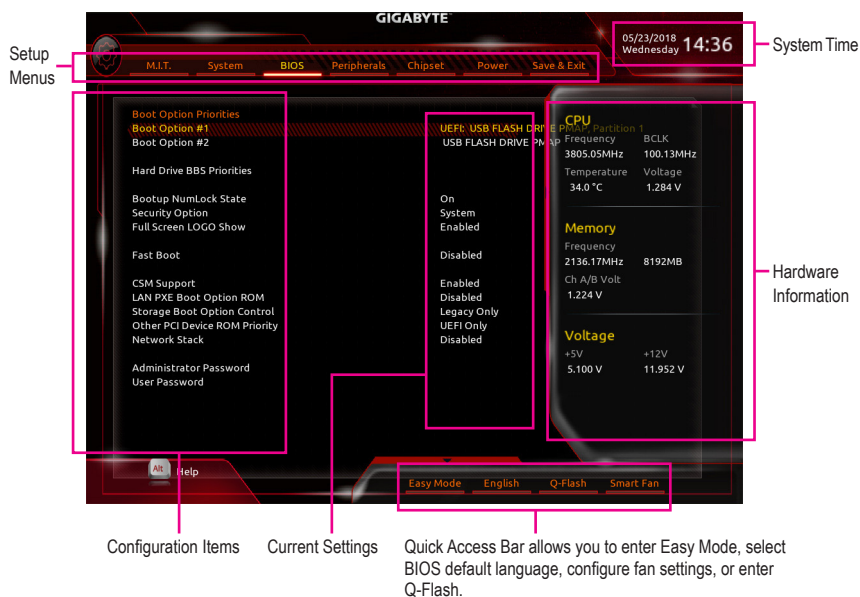 GIGABYTE™
05/23/2018
Wednesday 14:36
System Time
Setup
Menus
M.I.T. System BIOS Peripherals Chipset Power Save & Exit
Boot Option Priorities
Boot Option #1 UEFI: USB FLASH DRIVE PMAP, Partition 1
Boot Option #2 USB FLASH DRIVE PMAP
Hard Drive BBS Priorities
Bootup NumLock State On
Security Option System
Full Screen LOGO Show Enabled
Fast Boot Disabled
CSM Support Enabled
LAN PXE Boot Option ROM Disabled
Storage Boot Option Control Legacy Only
Other PCI Device ROM Priority UEFI Only
Network Stack Disabled
Administrator Password
User Password
CPU
Frequency BCLK
3805.05MHz 100.13MHz
Temperature Voltage
34.0 °C 1.284 V
Memory
Frequency
2136.17MHz 8192MB
Ch A/B Volt
1.224 V
Voltage
+5V +12V
5.100 V 11.952 V
Hardware
Information
Alt Help
Easy Mode English Q-Flash Smart Fan
Configuration Items
Current Settings
Quick Access Bar allows you to enter Easy Mode, select
BIOS default language, configure fan settings, or enter
Q-Flash.